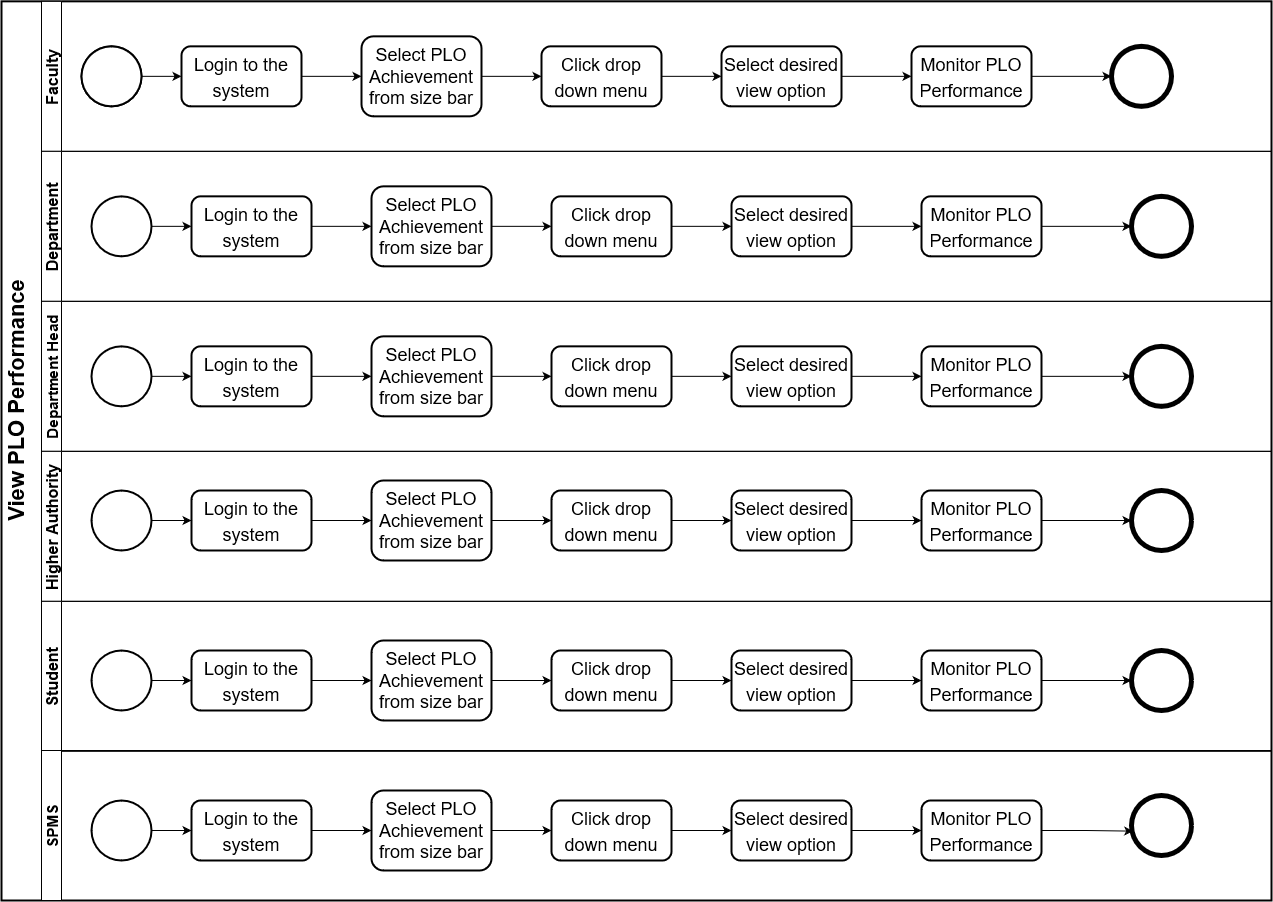 View PLO Performance
Faculty
Login to the
system
Select PLO
Achievement
from size bar
Click drop
down menu
Select desired
view option
Monitor PLO
Performance
Department
Login to the
system
Select PLO
Achievement
from size bar
Click drop
down menu
Select desired
view option
Monitor PLO
Performance
Department Head
Login to the
system
Select PLO
Achievement
from size bar
Click drop
down menu
Select desired
view option
Monitor PLO
Performance
Higher Authority
Login to the
system
Select PLO
Achievement
from size bar
Click drop
down menu
Select desired
view option
Monitor PLO
Performance
Student
Login to the
system
Select PLO
Achievement
from size bar
Click drop
down menu
Select desired
view option
Monitor PLO
Performance
SPMS
Login to the
system
Select PLO
Achievement
from size bar
Click drop
down menu
Select desired
view option
Monitor PLO
Performance